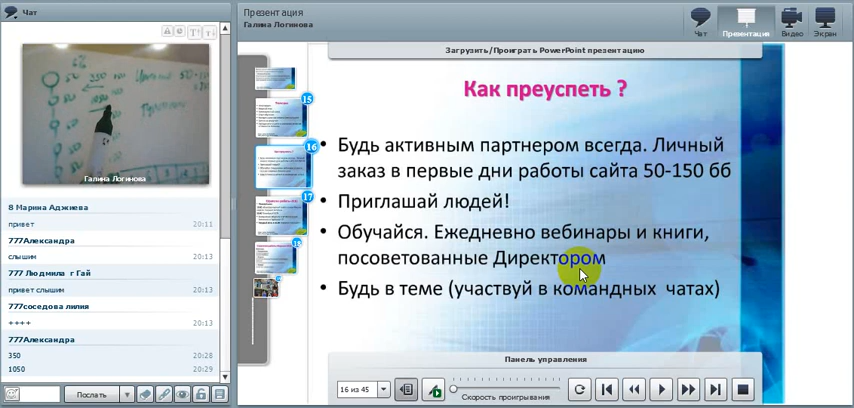 Чат
Презентация
Галина Логинова
Чат
Презентация
Видео
Экран
Загрузить/Проиграть PowerPoint презентацию
Галина Логинова
8 Марина Аджиева
привет 20:11
777Александра
слышим 20:13
777 Людмила г Гай
привет слышим 20:13
777соседова лилия
++++ 20:13
777Александра
350 20:28
1050 20:29
Послать
15
16
17
18
Как преуспеть ?
• Будь активным партнером всегда. Личный
заказ в первые дни работы сайта 50-150 бб
• Приглашай людей!
• Обучайся. Ежедневно вебинары и книги,
посоветованные Директором
• Будь в теме (участвуй в командных чатах)
Панель управления
16 из 45
Скорость проигрывания